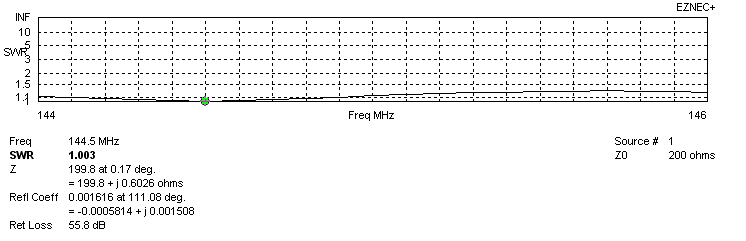 EZNEC+
INF
10
5
SWR
3
2
1.5
1.1
144 Freq MHz 146
Freq 144.5 MHz Source # 1
SWR 1.003 Z0 200 ohms
Z 199.8 at 0.17 deg.
= 199.8 + j 0.6026 ohms
Refl Coeff 0.001616 at 111.08 deg.
= -0.0005814 + j 0.001508
Ret Loss 55.8 dB